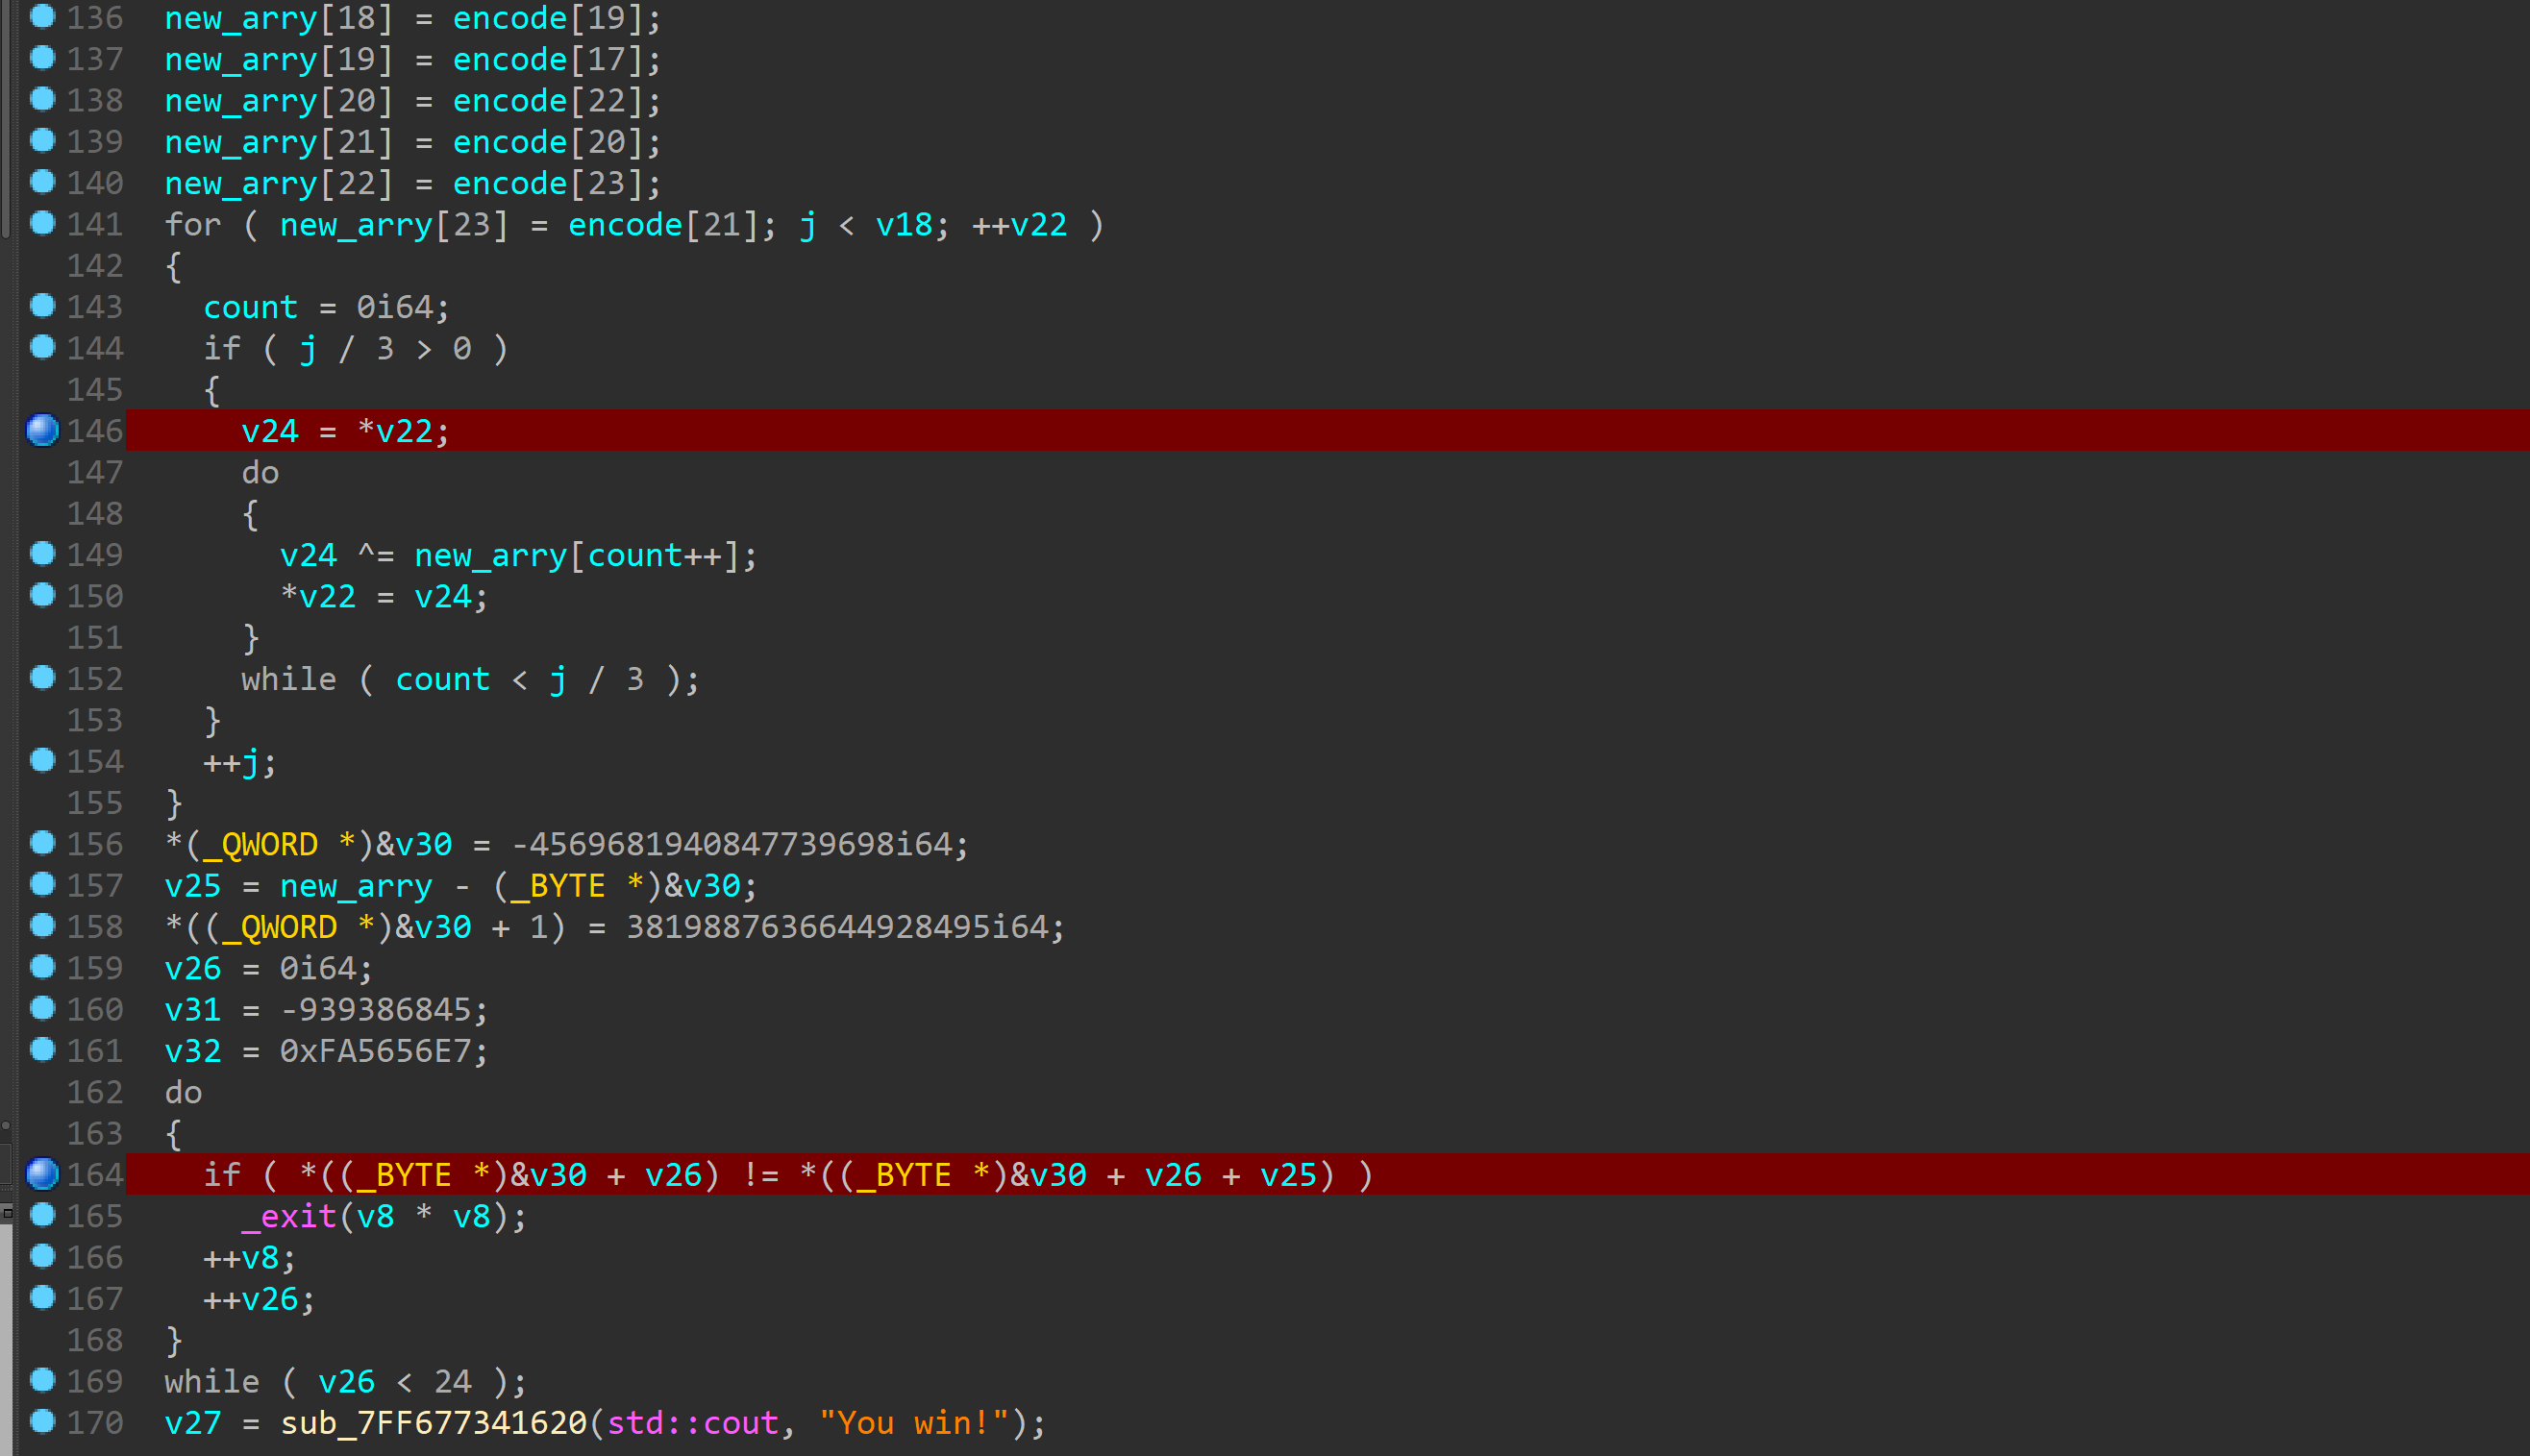 136 new_arry[18] = encode[19];
137 new_arry[19] = encode[17];
138 new_arry[20] = encode[22];
139 new_arry[21] = encode[20];
140 new_arry[22] = encode[23];
141 for ( new_arry[23] = encode[21]; j < v18; ++v22 )
142 {
143 count = 0i64;
144 if ( j / 3 > 0 )
145 {
146 v24 = *v22;
147 do
148 {
149 v24 ^= new_arry[count++];
150 *v22 = v24;
151 }
152 while ( count < j / 3 );
153 }
154 ++j;
155 }
156 *(_QWORD *)&v30 = -4569681940847739698i64;
157 v25 = new_arry - (_BYTE *)&v30;
158 *((_QWORD *)&v30 + 1) = 3819887636644928495i64;
159 v26 = 0i64;
160 v31 = -939386845;
161 v32 = 0xFA5656E7;
162 do
163 {
164 if ( *((_BYTE *)&v30 + v26) != *((_BYTE *)&v30 + v26 + v25) )
165 _exit(v8 * v8);
166 ++v8;
167 ++v26;
168 }
169 while ( v26 < 24 );
170 v27 = sub_7FF677341620(std::cout, "You win!");